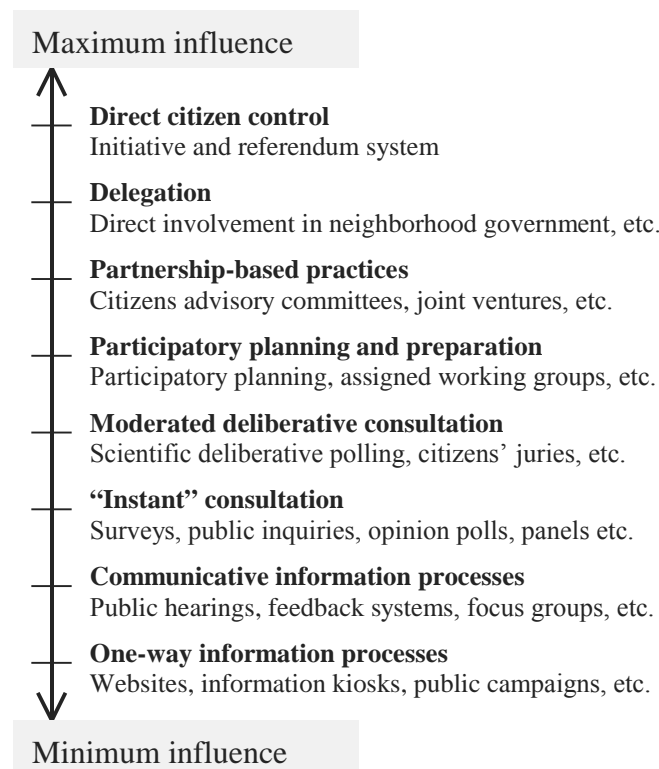 Maximum influence
Direct citizen control
Initiative and referendum system
Delegation
Direct involvement in neighborhood government, etc.
Partnership-based practices
Citizens advisory committees, joint ventures, etc.
Participatory planning and preparation
Participatory planning, assigned working groups, etc.
Moderated deliberative consultation
Scientific deliberative polling, citizens’ juries, etc.
“Instant” consultation
Surveys, public inquiries, opinion polls, panels etc.
Communicative information processes
Public hearings, feedback systems, focus groups, etc.
One-way information processes
Websites, information kiosks, public campaigns, etc.
Minimum influence